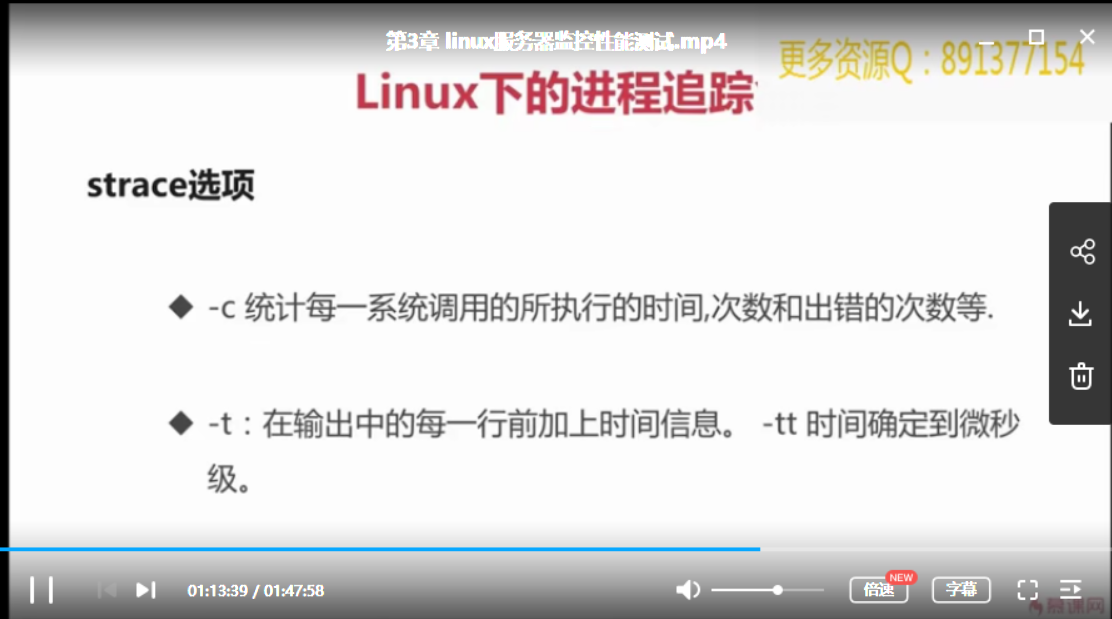 第3章 linux服务器监控性能测试.mp4
更多资源Q：891377154
Linux下的进程追踪
strace选项
◆ -c 统计每一系统调用的所执行的时间,次数和出错的次数等.
◆ -t：在输出中的每一行前加上时间信息。 -tt 时间确定到微秒
级。
01:13:39 / 01:47:58
倍速
NEW
字幕
慕课网